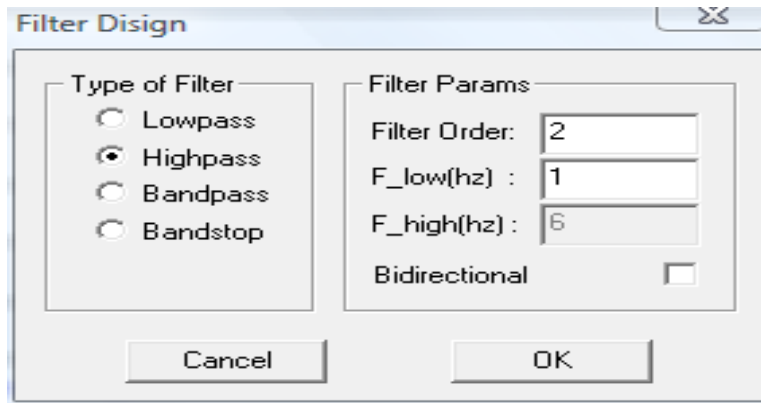 Filter Disign
Type of Filter
Lowpass
Highpass
Bandpass
Bandstop
Filter Params
Filter Order: 2
F_low(hz) : 1
F_high(hz) : 6
Bidirectional
Cancel
OK